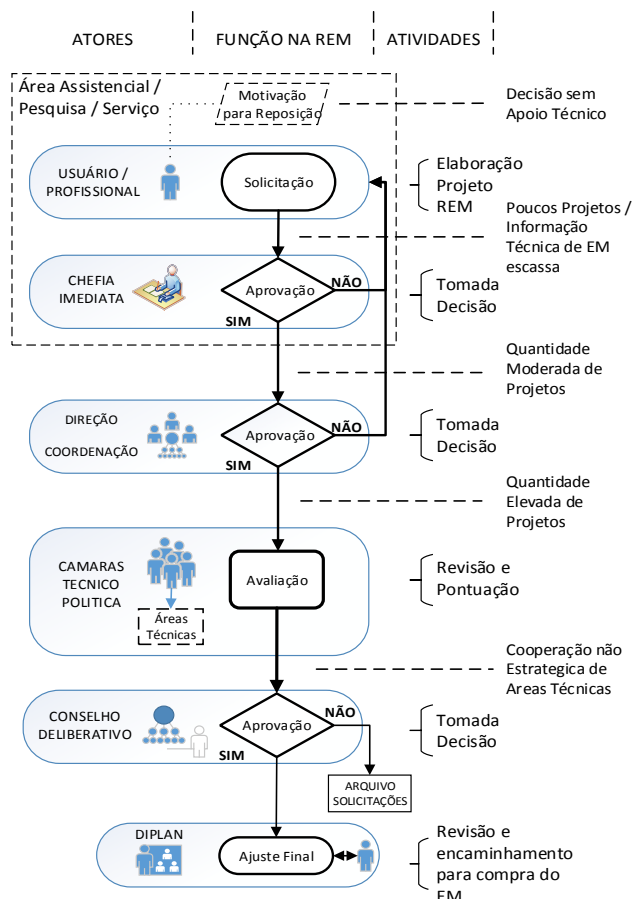 ATORES
FUNÇÃO NA REM
ATIVIDADES
Área Assistencial /
Pesquisa / Serviço
Motivação
para Reposição
Decisão sem
Apoio Técnico
USUÁRIO /
PROFISSIONAL
Solicitação
Elaboração
Projeto
REM
Poucos Projetos /
Informação
Técnica de EM
escassa
CHEFIA
IMEDIATA
Aprovação
NÃO
SIM
Tomada
Decisão
Quantidade
Moderada de
Projetos
DIREÇÃO
COORDENAÇÃO
Aprovação
NÃO
SIM
Tomada
Decisão
Quantidade
Elevada de
Projetos
CAMARAS
TECNICO
POLITICA
Áreas
Técnicas
Avaliação
Revisão e
Pontuação
Cooperação não
Estrategica de
Areas Técnicas
CONSELHO
DELIBERATIVO
Aprovação
NÃO
SIM
Tomada
Decisão
ARQUIVO
SOLICITAÇÕES
DIPLAN
Ajuste Final
Revisão e
encaminhamento
para compra do
EM